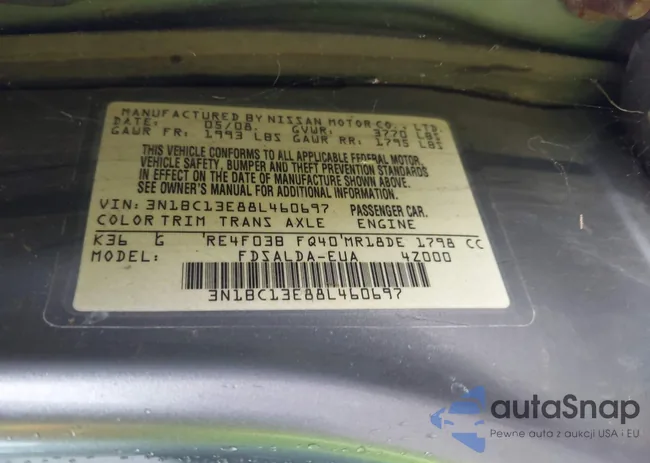 MANUFACTURED BY NISSAN MOTOR CO., LTD.
DATE: 05/08 GVWR: 3770 LBS
GAWR FR: 1993 LBS GAWR RR: 1795 LBS
THIS VEHICLE CONFORMS TO ALL APPLICABLE FEDERAL MOTOR
VEHICLE SAFETY, BUMPER AND THEFT PREVENTION STANDARDS
IN EFFECT ON THE DATE OF MANUFACTURE SHOWN ABOVE.
SEE OWNER'S MANUAL FOR ADDITIONAL INFORMATION.
VIN: 3N1BC13E88L460697 PASSENGER CAR.
COLOR TRIM TRANS AXLE ENGINE
K36 G RE4F03B FQ40 MR18DE 1798 CC
MODEL: FDSALDA-EUA 4Z000
3N1BC13E88L460697
autoSnap
Pewne auta z aukcji USA i EU